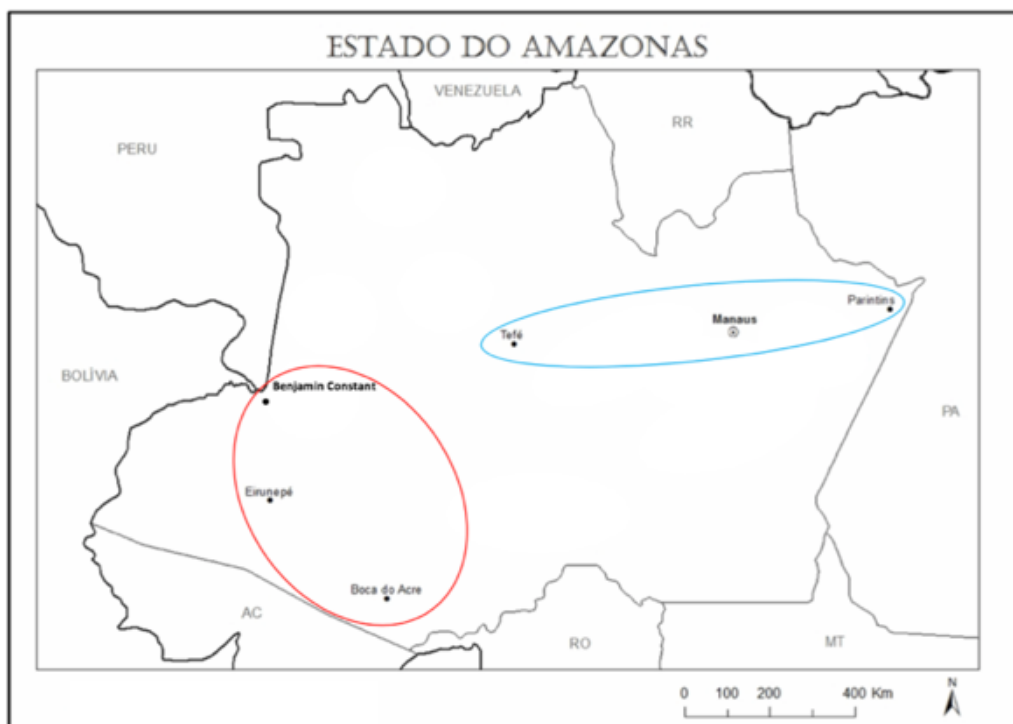 ESTADO DO AMAZONAS
VENEZUELA
RR
PERU
Parintins
Manaus
Tefé
BOLÌVIA
Benjamin Constant
PA
Eirunepé
Boca do Acre
AC
RO
MT
N
0 100 200 400 Km